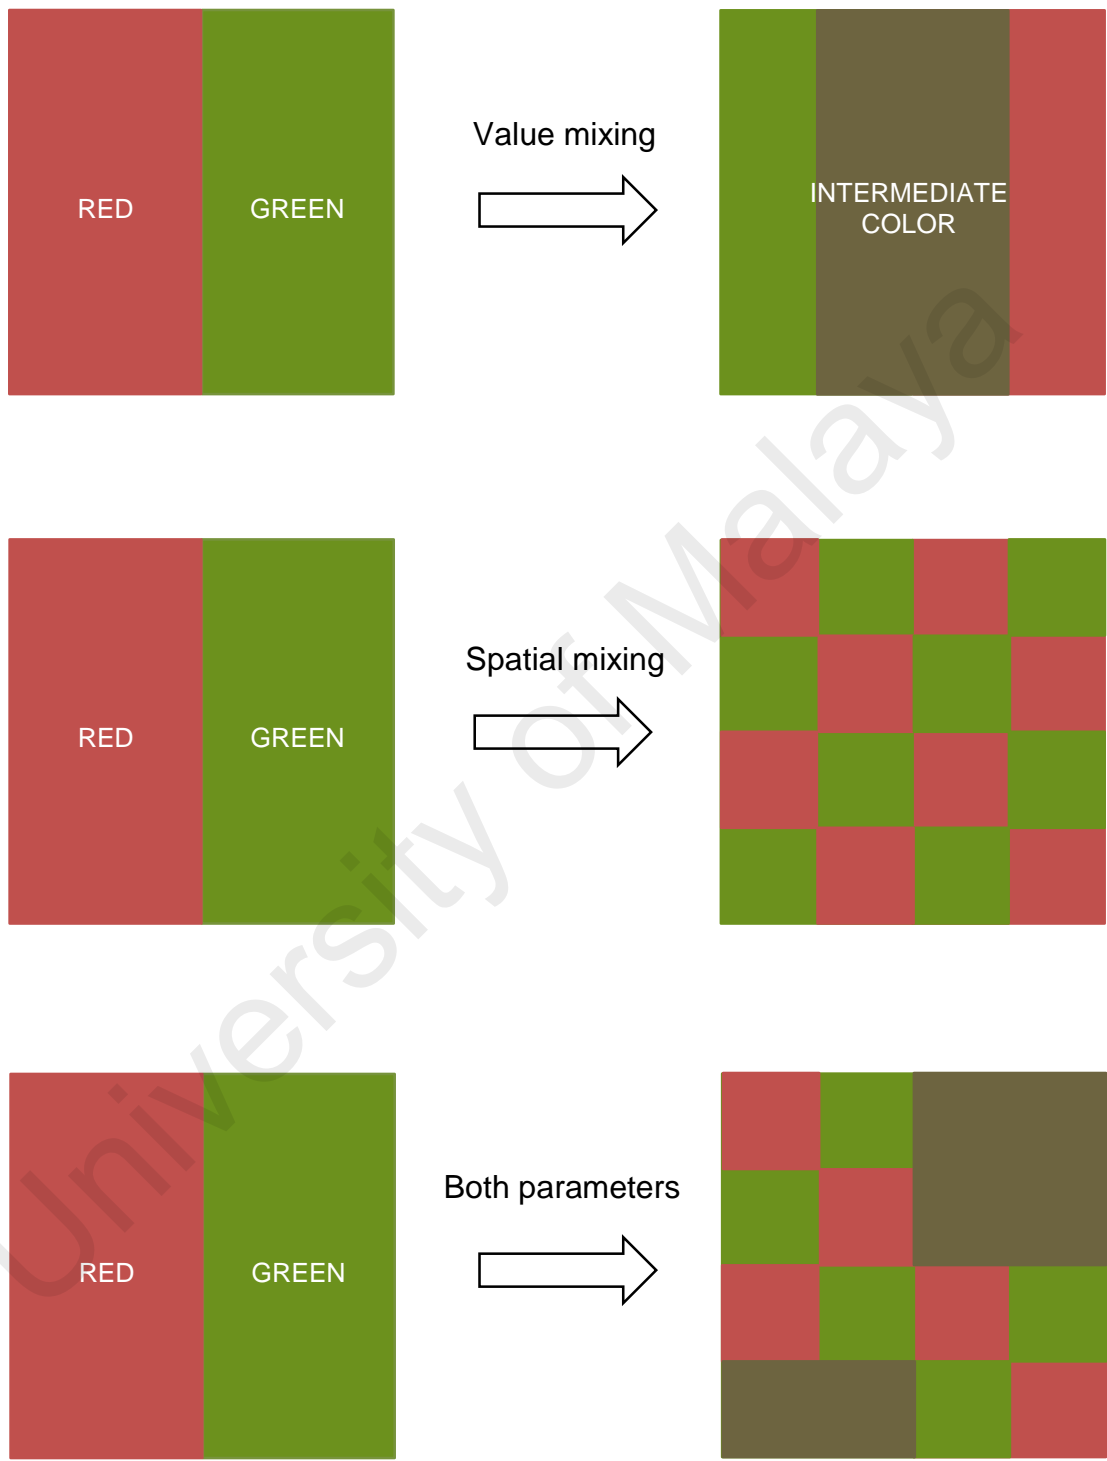 Value mixing
RED
GREEN
INTERMEDIATE
COLOR
Spatial mixing
RED
GREEN
Both parameters
RED
GREEN
University of Malaya